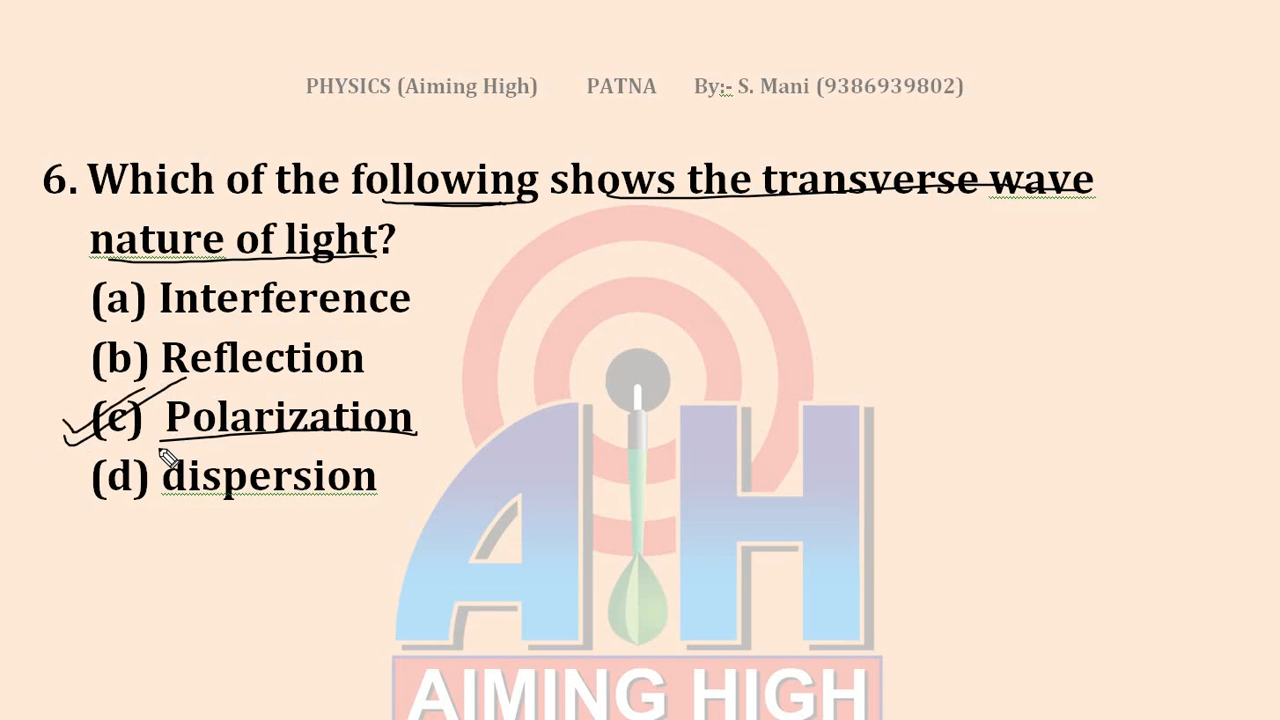 PHYSICS (Aiming High) PATNA By:- S. Mani (9386939802)
6. Which of the following shows the transverse wave
nature of light?
(a) Interference
(b) Reflection
(c) Polarization
(d) dispersion
AH
AIMING HIGH